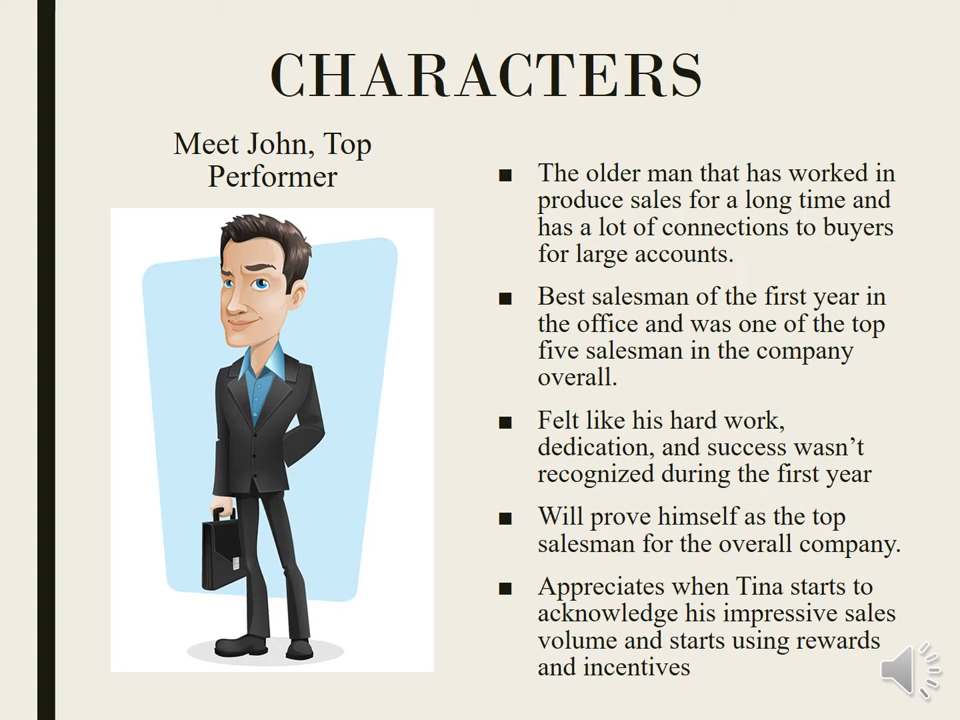 CHARACTERS
Meet John, Top
Performer
■ The older man that has worked in
produce sales for a long time and
has a lot of connections to buyers
for large accounts.
■ Best salesman of the first year in
the office and was one of the top
five salesman in the company
overall.
■ Felt like his hard work,
dedication, and success wasn’t
recognized during the first year
■ Will prove himself as the top
salesman for the overall company.
■ Appreciates when Tina starts to
acknowledge his impressive sales
volume and starts using rewards
and incentives